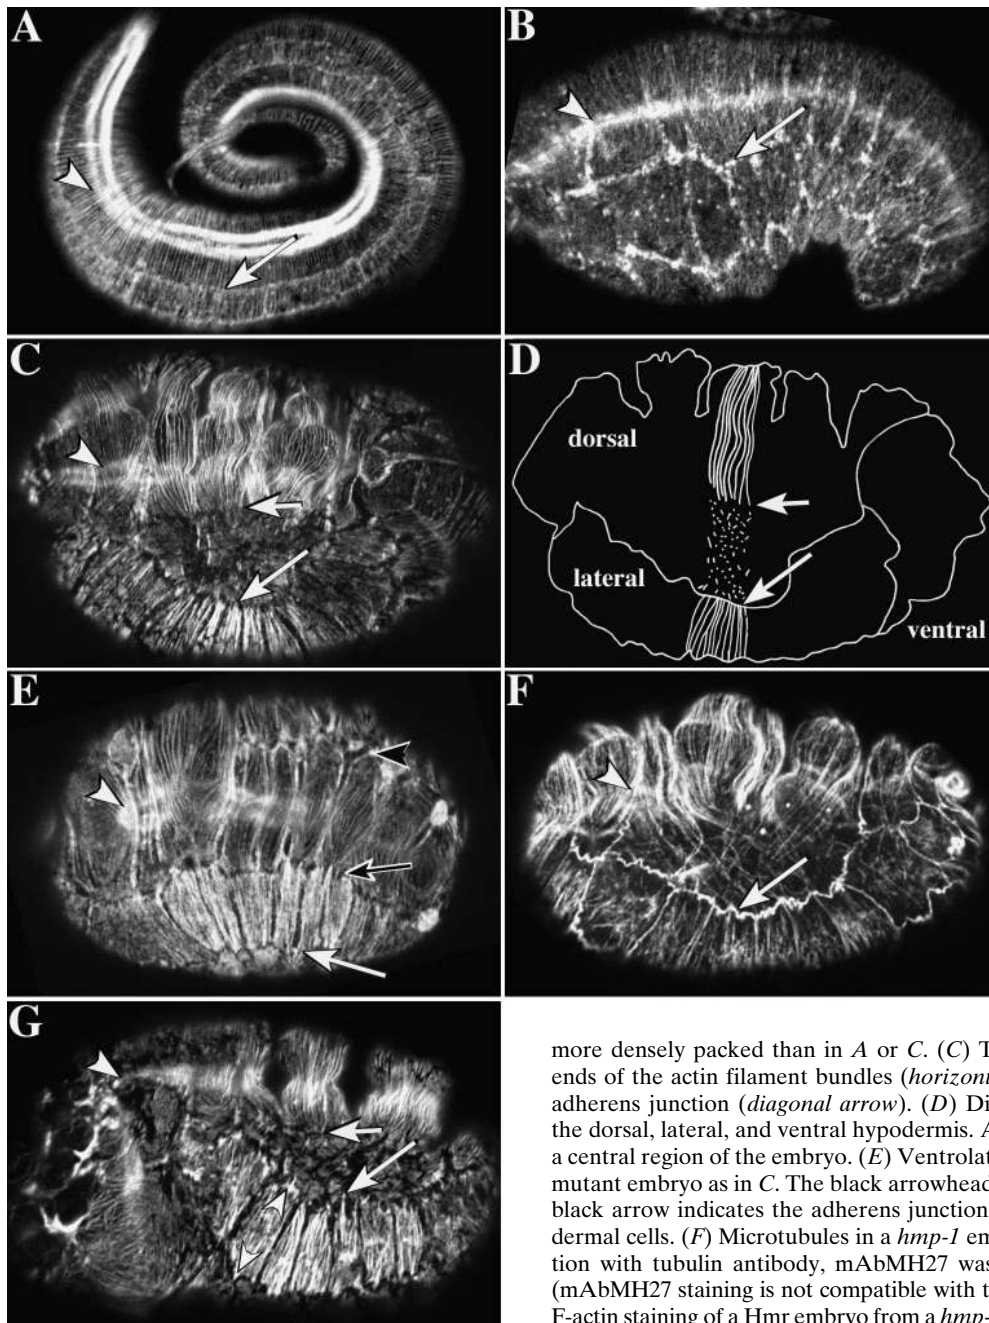 A
B
C
D
dorsal
lateral
ventral
E
F
G
more densely packed than in A or C. (C) T
ends of the actin filament bundles (horizont
adherens junction (diagonal arrow). (D) Di
the dorsal, lateral, and ventral hypodermis. A
a central region of the embryo. (E) Ventrolat
mutant embryo as in C. The black arrowhead
black arrow indicates the adherens junction
dermal cells. (F) Microtubules in a hmp-1 em
tion with tubulin antibody, mAbMH27 was
(mAbMH27 staining is not compatible with t
F-actin staining of a Hmr embryo from a hmp-